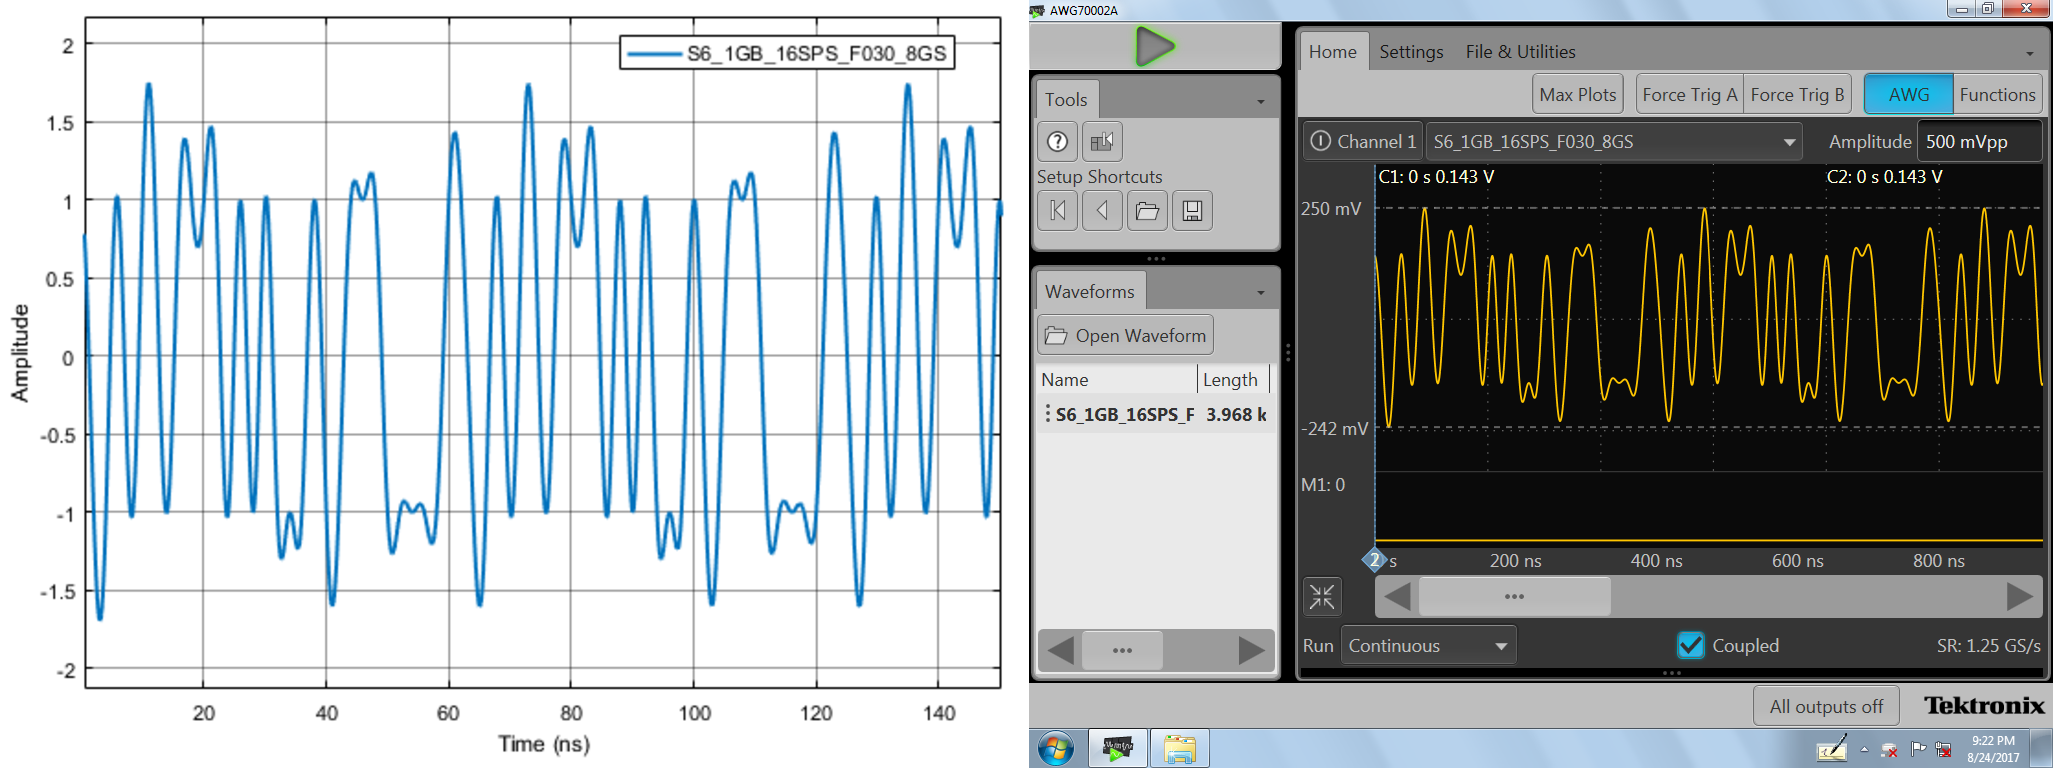 S6_1GB_16SPS_F030_8GS
2
1.5
1
0.5
0
-0.5
-1
-1.5
-2
Amplitude
20 40 60 80 100 120 140
Time (ns)
AWG70002A
Home Settings File & Utilities
Max Plots Force Trig A Force Trig B AWG Functions
Tools
Setup Shortcuts
Channel 1 S6_1GB_16SPS_F030_8GS Amplitude 500 mVpp
C1: 0 s 0.143 V C2: 0 s 0.143 V
250 mV
-242 mV
M1: 0
2 s 200 ns 400 ns 600 ns 800 ns
Waveforms
Open Waveform
Name Length
S6_1GB_16SPS_F 3.968 k
Run Continuous Coupled SR: 1.25 GS/s
All outputs off Tektronix
9:22 PM
8/24/2017